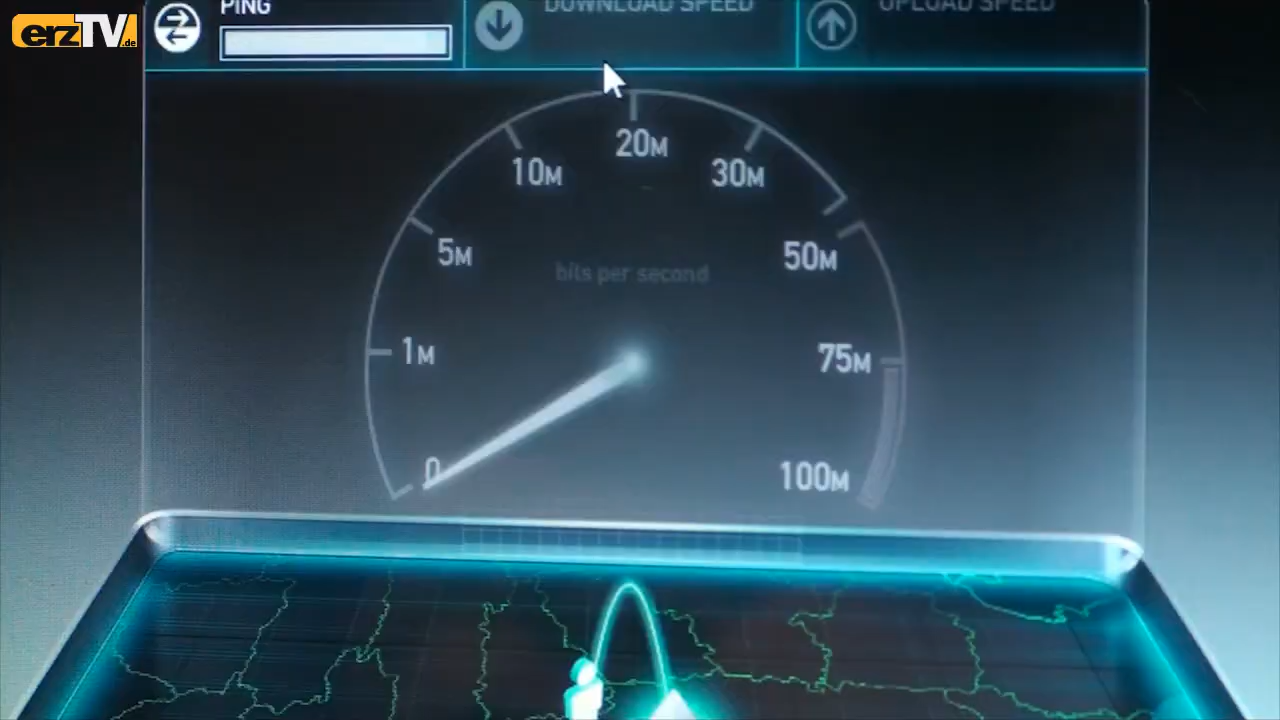 erzTV.de
PING
DOWNLOAD SPEED
UPLOAD SPEED
20M
10M
30M
5M
50M
bits per second
1M
75M
0
100M